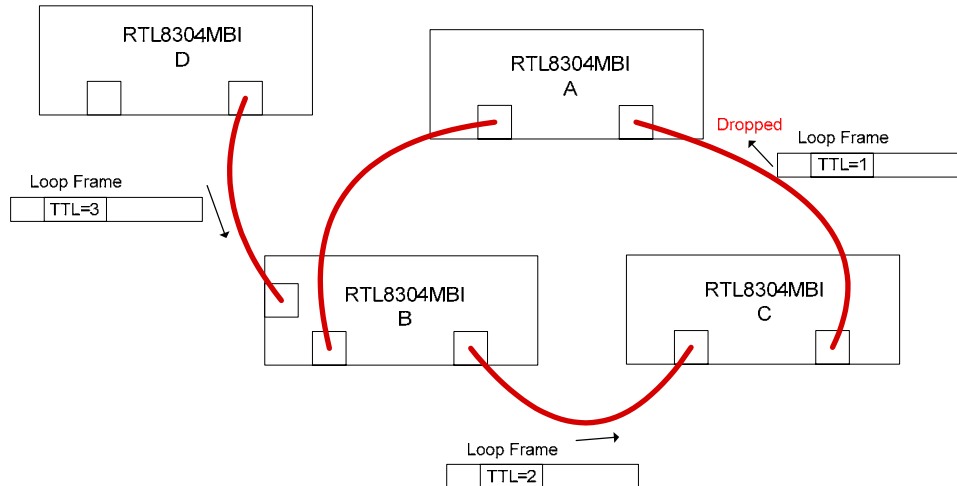 RTL8304MBI
D
RTL8304MBI
A
Dropped
Loop Frame
TTL=1
Loop Frame
TTL=3
RTL8304MBI
B
RTL8304MBI
C
Loop Frame
TTL=2